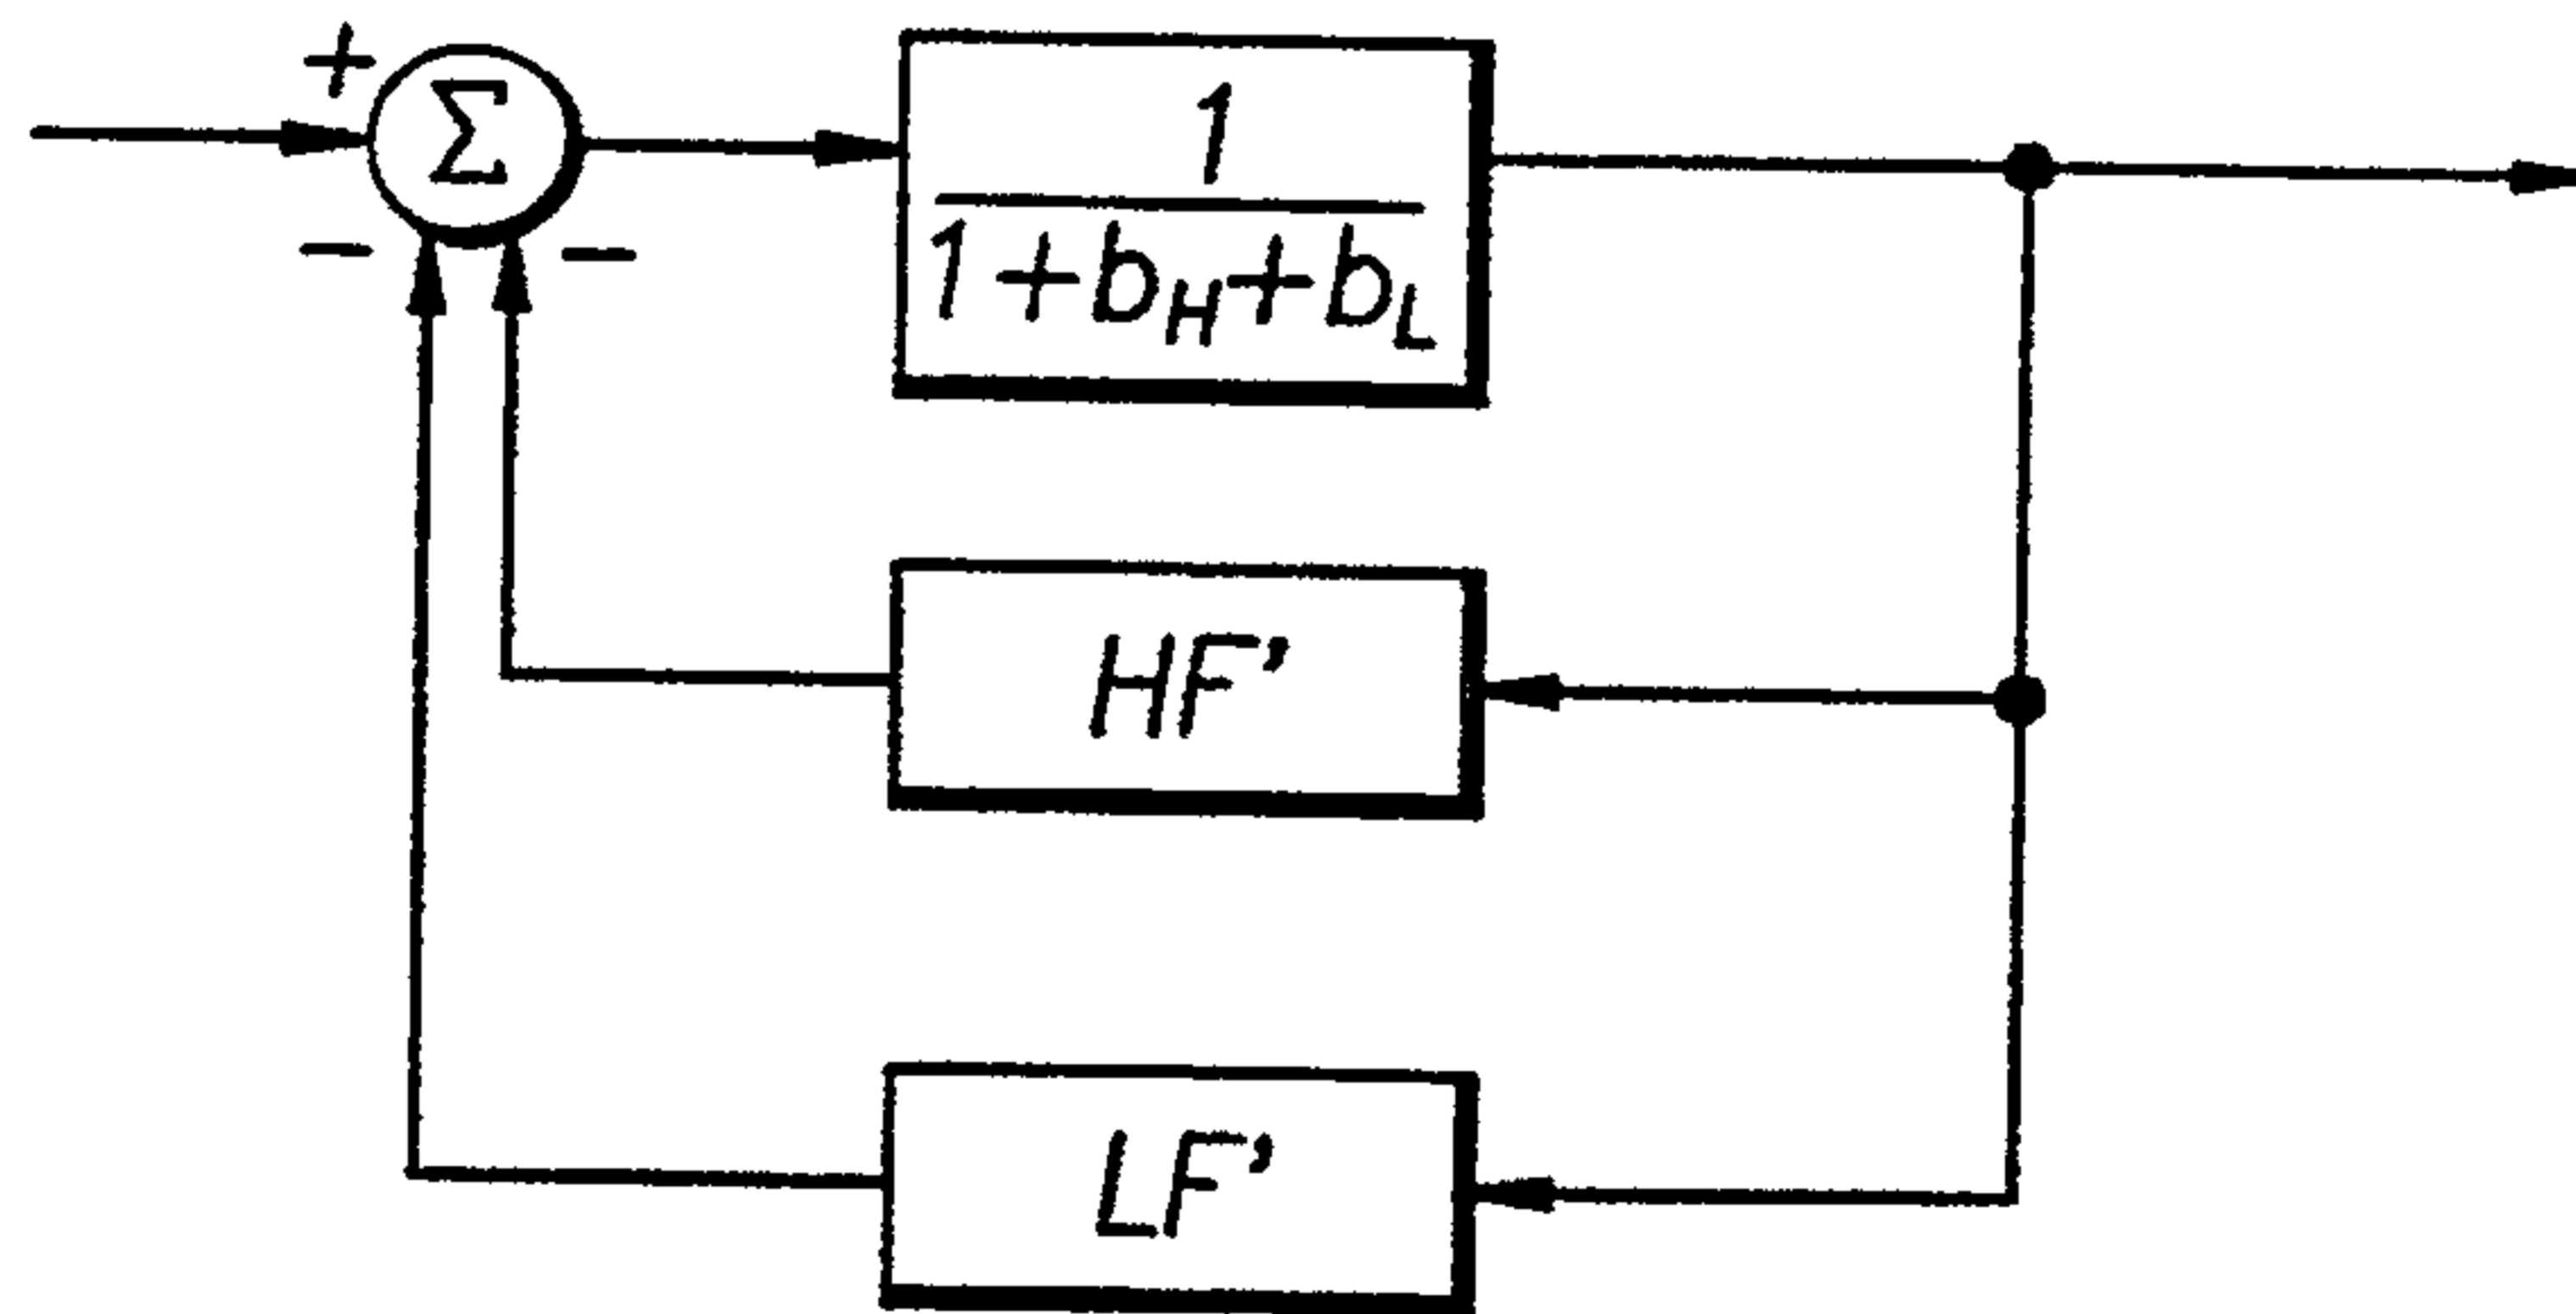 +
Σ
− −
1
1+b_H+b_L
HF'
LF'